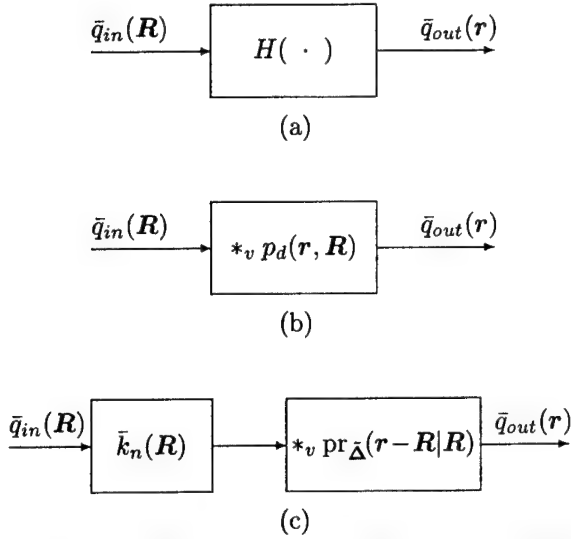 q̄_in(R) H( · ) q̄_out(r)
(a)
q̄_in(R) *_v p_d(r, R) q̄_out(r)
(b)
q̄_in(R) k̄_n(R) *_v pr_Δ̃(r − R|R) q̄_out(r)
(c)